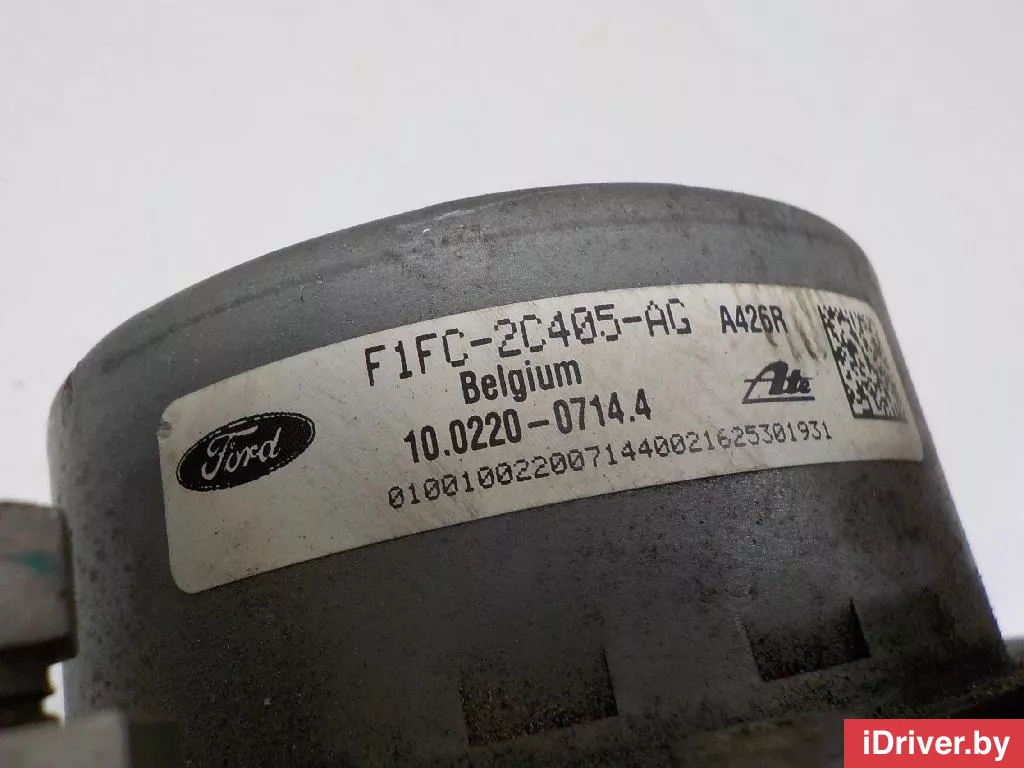 F1FC-2C405-AG A426R
Belgium
Ford 10.0220-0714.4 Ate
0100100220071440021625301931
iDriver.by